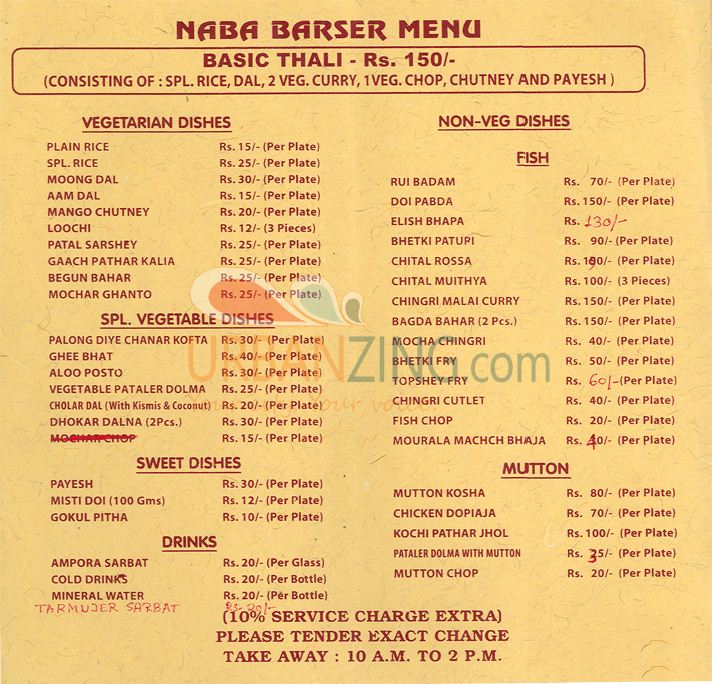 NABA BARSER MENU
BASIC THALI - Rs. 150/-
(CONSISTING OF : SPL. RICE, DAL, 2 VEG. CURRY, 1VEG. CHOP, CHUTNEY AND PAYESH )
VEGETARIAN DISHES
PLAIN RICE Rs. 15/- (Per Plate)
SPL. RICE Rs. 25/- (Per Plate)
MOONG DAL Rs. 30/- (Per Plate)
AAM DAL Rs. 15/- (Per Plate)
MANGO CHUTNEY Rs. 20/- (Per Plate)
LOOCHI Rs. 12/- (3 Pieces)
PATAL SARSHEY Rs. 25/- (Per Plate)
GAACH PATHAR KALIA Rs. 25/- (Per Plate)
BEGUN BAHAR Rs. 25/- (Per Plate)
MOCHAR GHANTO Rs. 25/- (Per Plate)
SPL. VEGETABLE DISHES
PALONG DIYE CHANAR KOFTA Rs. 30/- (Per Plate)
GHEE BHAT Rs. 40/- (Per Plate)
ALOO POSTO Rs. 30/- (Per Plate)
VEGETABLE PATALER DOLMA Rs. 25/- (Per Plate)
CHOLAR DAL (With Kismis & Coconut) Rs. 20/- (Per Plate)
DHOKAR DALNA (2Pcs.) Rs. 30/- (Per Plate)
MOCHAR CHOP Rs. 15/- (Per Plate)
SWEET DISHES
PAYESH Rs. 30/- (Per Plate)
MISTI DOI (100 Gms) Rs. 12/- (Per Plate)
GOKUL PITHA Rs. 10/- (Per Plate)
DRINKS
AMPORA SARBAT Rs. 20/- (Per Glass)
COLD DRINKS Rs. 20/- (Per Bottle)
MINERAL WATER Rs. 20/- (Per Bottle)
TARMUJER SARBAT Rs 20/-
NON-VEG DISHES
FISH
RUI BADAM Rs. 70/- (Per Plate)
DOI PABDA Rs. 150/- (Per Plate)
ELISH BHAPA Rs. 130/-
BHETKI PATURI Rs. 90/- (Per Plate)
CHITAL ROSSA Rs. 190/- (Per Plate)
CHITAL MUITHYA Rs. 100/- (3 Pieces)
CHINGRI MALAI CURRY Rs. 150/- (Per Plate)
BAGDA BAHAR (2 Pcs.) Rs. 150/- (Per Plate)
MOCHA CHINGRI Rs. 40/- (Per Plate)
BHETKI FRY Rs. 50/- (Per Plate)
TOPSHEY FRY Rs. 60/- (Per Plate)
CHINGRI CUTLET Rs. 40/- (Per Plate)
FISH CHOP Rs. 20/- (Per Plate)
MOURALA MACHCH BHAJA Rs. 40/- (Per Plate)
MUTTON
MUTTON KOSHA Rs. 80/- (Per Plate)
CHICKEN DOPIAJA Rs. 70/- (Per Plate)
KOCHI PATHAR JHOL Rs. 100/- (Per Plate)
PATALER DOLMA WITH MUTTON Rs. 35/- (Per Plate)
MUTTON CHOP Rs. 20/- (Per Plate)
(10% SERVICE CHARGE EXTRA)
PLEASE TENDER EXACT CHANGE
TAKE AWAY : 10 A.M. TO 2 P.M.
URBANZING.com